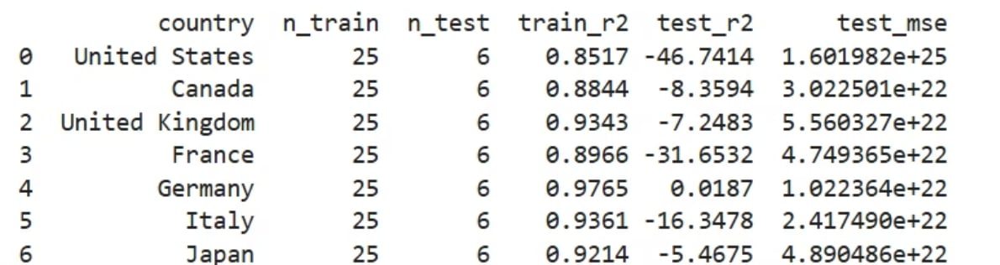 country n_train n_test train_r2 test_r2 test_mse
0 United States 25 6 0.8517 -46.7414 1.601982e+25
1 Canada 25 6 0.8844 -8.3594 3.022501e+22
2 United Kingdom 25 6 0.9343 -7.2483 5.560327e+22
3 France 25 6 0.8966 -31.6532 4.749365e+22
4 Germany 25 6 0.9765 0.0187 1.022364e+22
5 Italy 25 6 0.9361 -16.3478 2.417490e+22
6 Japan 25 6 0.9214 -5.4675 4.890486e+22